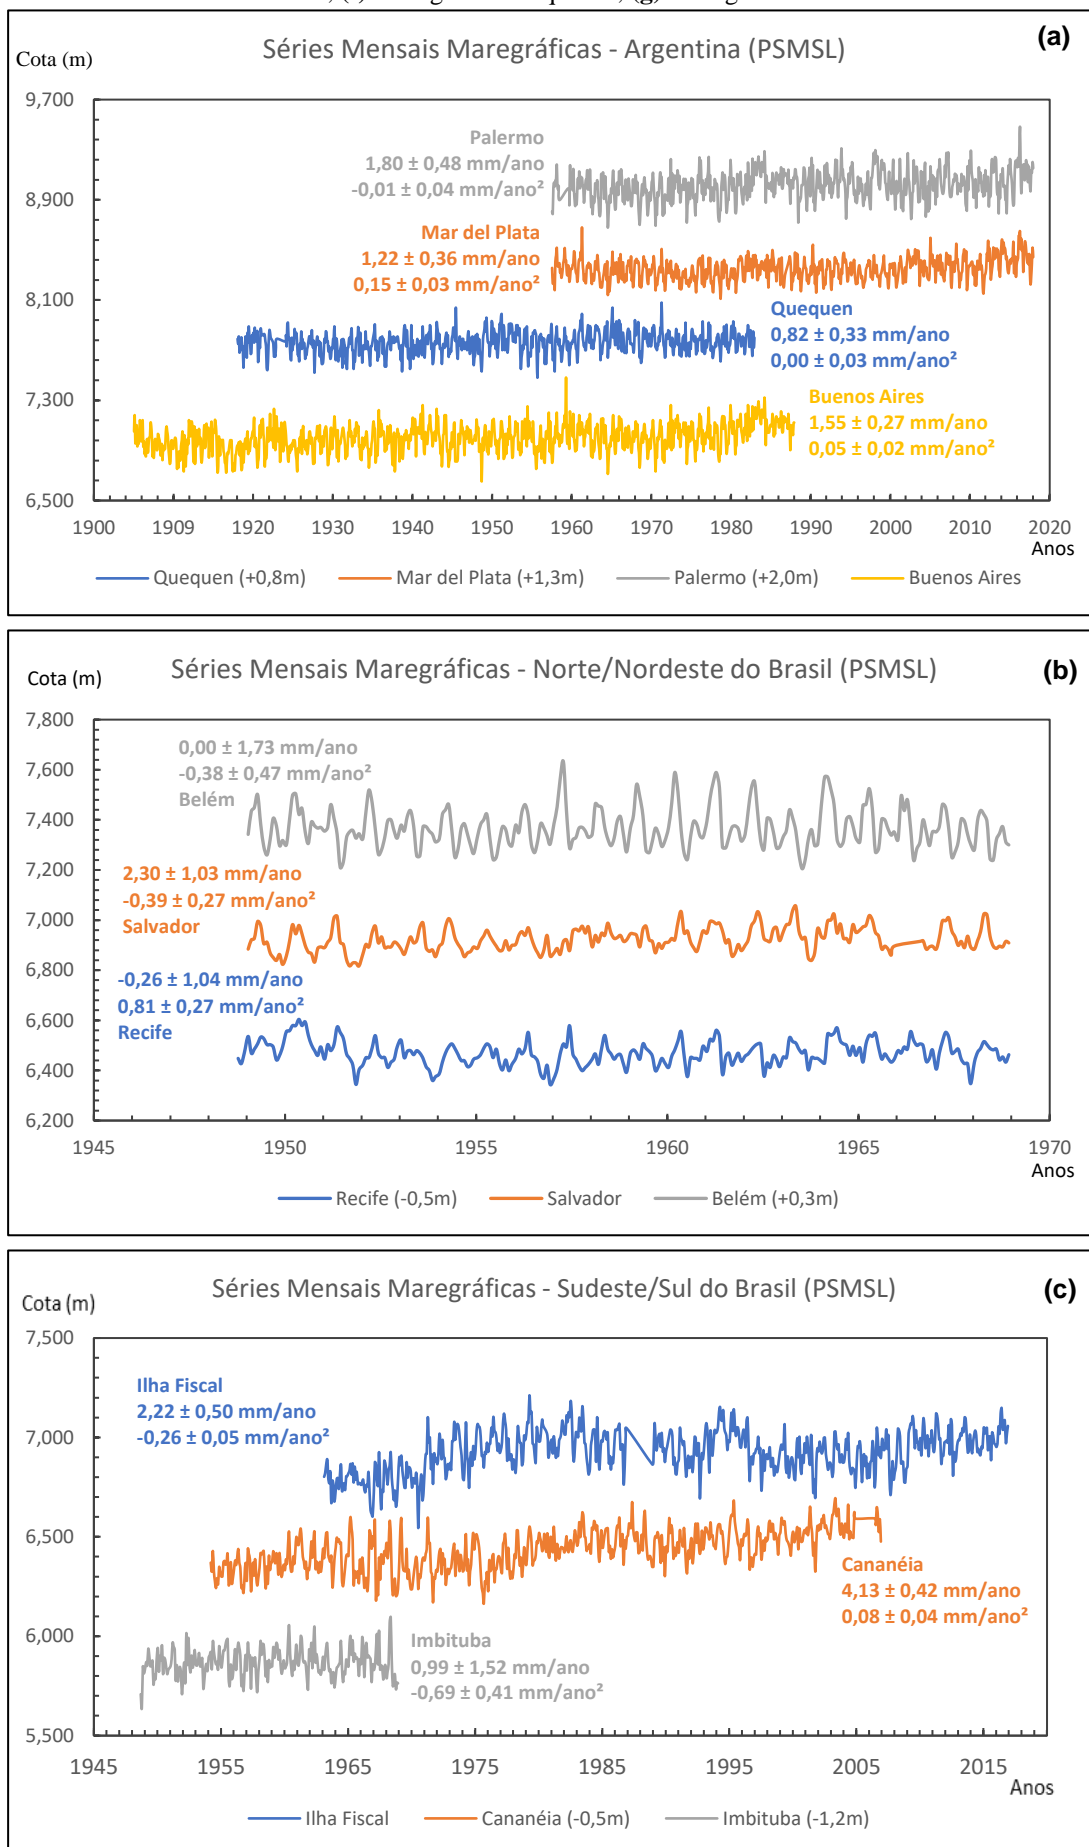 Séries Mensais Maregráficas - Argentina (PSMSL)
(a)
Cota (m)
9,700
8,900
8,100
7,300
6,500
Palermo
1,80 ± 0,48 mm/ano
-0,01 ± 0,04 mm/ano²
Mar del Plata
1,22 ± 0,36 mm/ano
0,15 ± 0,03 mm/ano²
Quequen
0,82 ± 0,33 mm/ano
0,00 ± 0,03 mm/ano²
Buenos Aires
1,55 ± 0,27 mm/ano
0,05 ± 0,02 mm/ano²
1900 1909 1920 1930 1940 1950 1960 1970 1983 1990 2000 2010 2020
Anos
Quequen (+0,8m) Mar del Plata (+1,3m) Palermo (+2,0m) Buenos Aires
Séries Mensais Maregráficas - Norte/Nordeste do Brasil (PSMSL)
(b)
Cota (m)
7,800
7,600
7,400
7,200
7,000
6,800
6,600
6,400
6,200
0,00 ± 1,73 mm/ano
-0,38 ± 0,47 mm/ano²
Belém
2,30 ± 1,03 mm/ano
-0,39 ± 0,27 mm/ano²
Salvador
-0,26 ± 1,04 mm/ano
0,81 ± 0,27 mm/ano²
Recife
1945 1950 1955 1960 1965 1970
Anos
Recife (-0,5m) Salvador Belém (+0,3m)
Séries Mensais Maregráficas - Sudeste/Sul do Brasil (PSMSL)
(c)
Cota (m)
7,500
7,000
6,500
6,000
5,500
Ilha Fiscal
2,22 ± 0,50 mm/ano
-0,26 ± 0,05 mm/ano²
Cananéia
4,13 ± 0,42 mm/ano
0,08 ± 0,04 mm/ano²
Imbituba
0,99 ± 1,52 mm/ano
-0,69 ± 0,41 mm/ano²
1945 1955 1965 1975 1985 1995 2005 2015
Anos
Ilha Fiscal Cananéia (-0,5m) Imbituba (-1,2m)